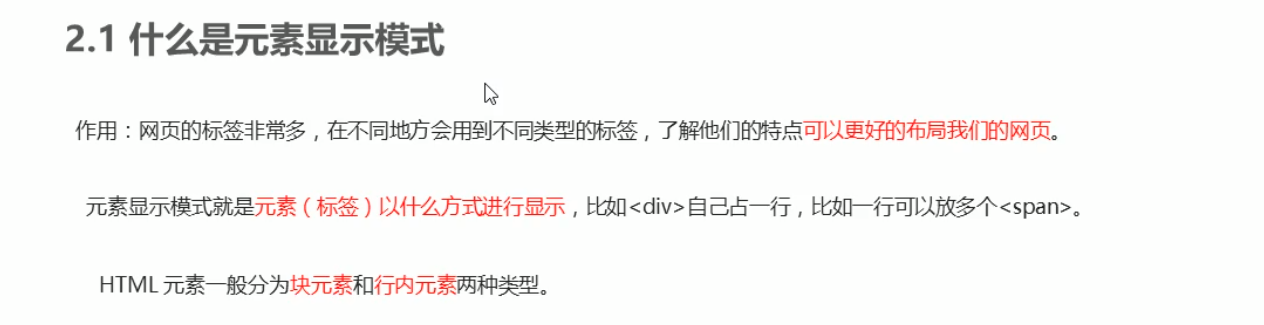 2.1 什么是元素显示模式
作用：网页的标签非常多，在不同地方会用到不同类型的标签，了解他们的特点可以更好的布局我们的网页。
元素显示模式就是元素（标签）以什么方式进行显示，比如<div>自己占一行，比如一行可以放多个<span>。
HTML 元素一般分为块元素和行内元素两种类型。